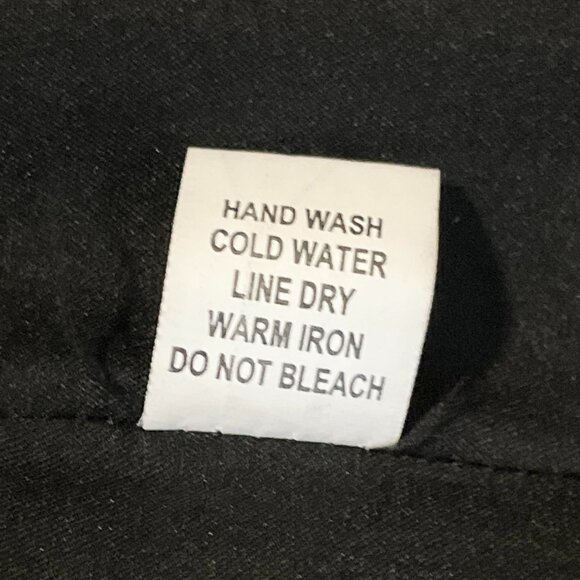 HAND WASH
COLD WATER
LINE DRY
WARM IRON
DO NOT BLEACH